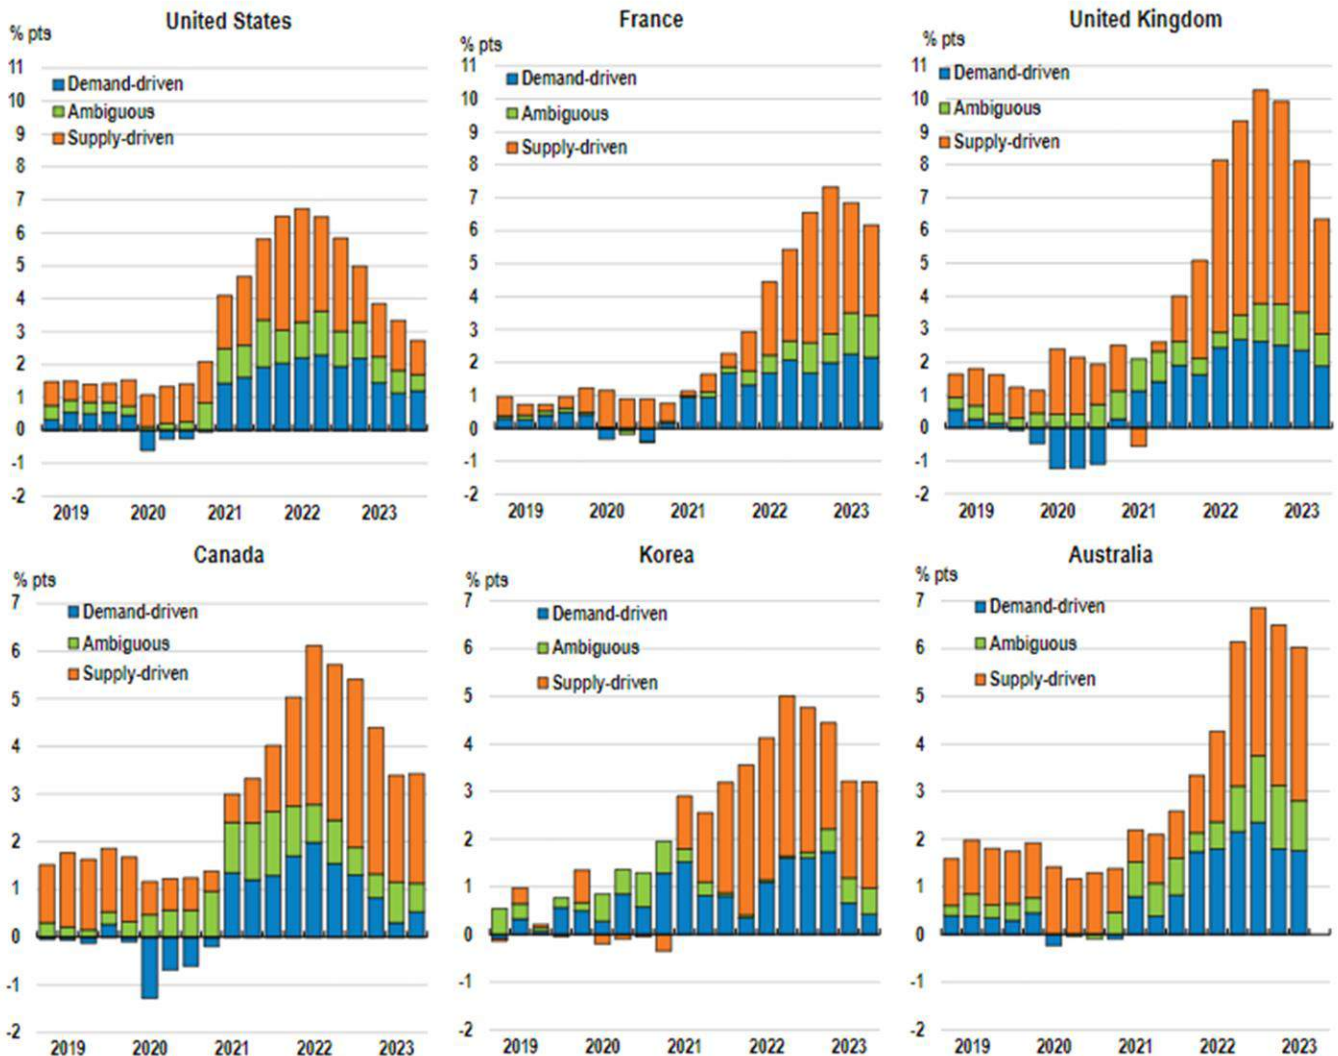 United States
% pts
11
10
9
8
7
6
5
4
3
2
1
0
-1
-2
Demand-driven
Ambiguous
Supply-driven
2019 2020 2021 2022 2023
France
% pts
11
10
9
8
7
6
5
4
3
2
1
0
-1
-2
Demand-driven
Ambiguous
Supply-driven
2019 2020 2021 2022 2023
United Kingdom
% pts
11
10
9
8
7
6
5
4
3
2
1
0
-1
-2
Demand-driven
Ambiguous
Supply-driven
2019 2020 2021 2022 2023
Canada
% pts
7
6
5
4
3
2
1
0
-1
-2
Demand-driven
Ambiguous
Supply-driven
2019 2020 2021 2022 2023
Korea
% pts
7
6
5
4
3
2
1
0
-1
-2
Demand-driven
Ambiguous
Supply-driven
2019 2020 2021 2022 2023
Australia
% pts
7
6
5
4
3
2
1
0
-1
-2
Demand-driven
Ambiguous
Supply-driven
2019 2020 2021 2022 2023